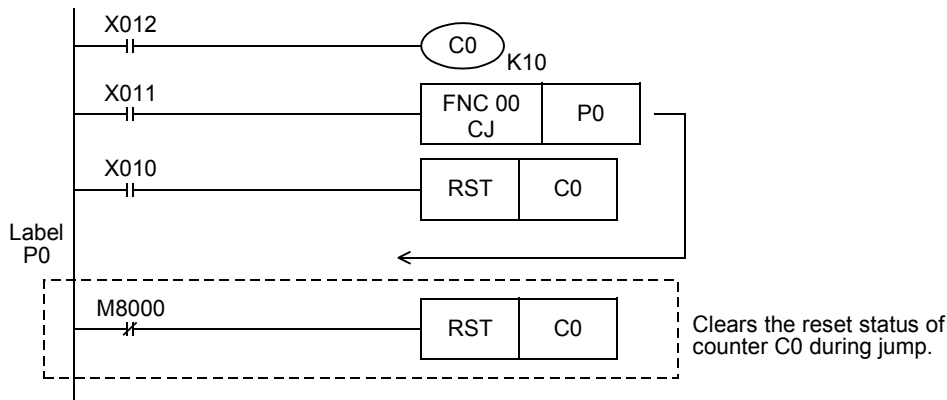 X012
C0
K10
X011
FNC 00
CJ
P0
X010
RST
C0
Label
P0
M8000
RST
C0
Clears the reset status of
counter C0 during jump.